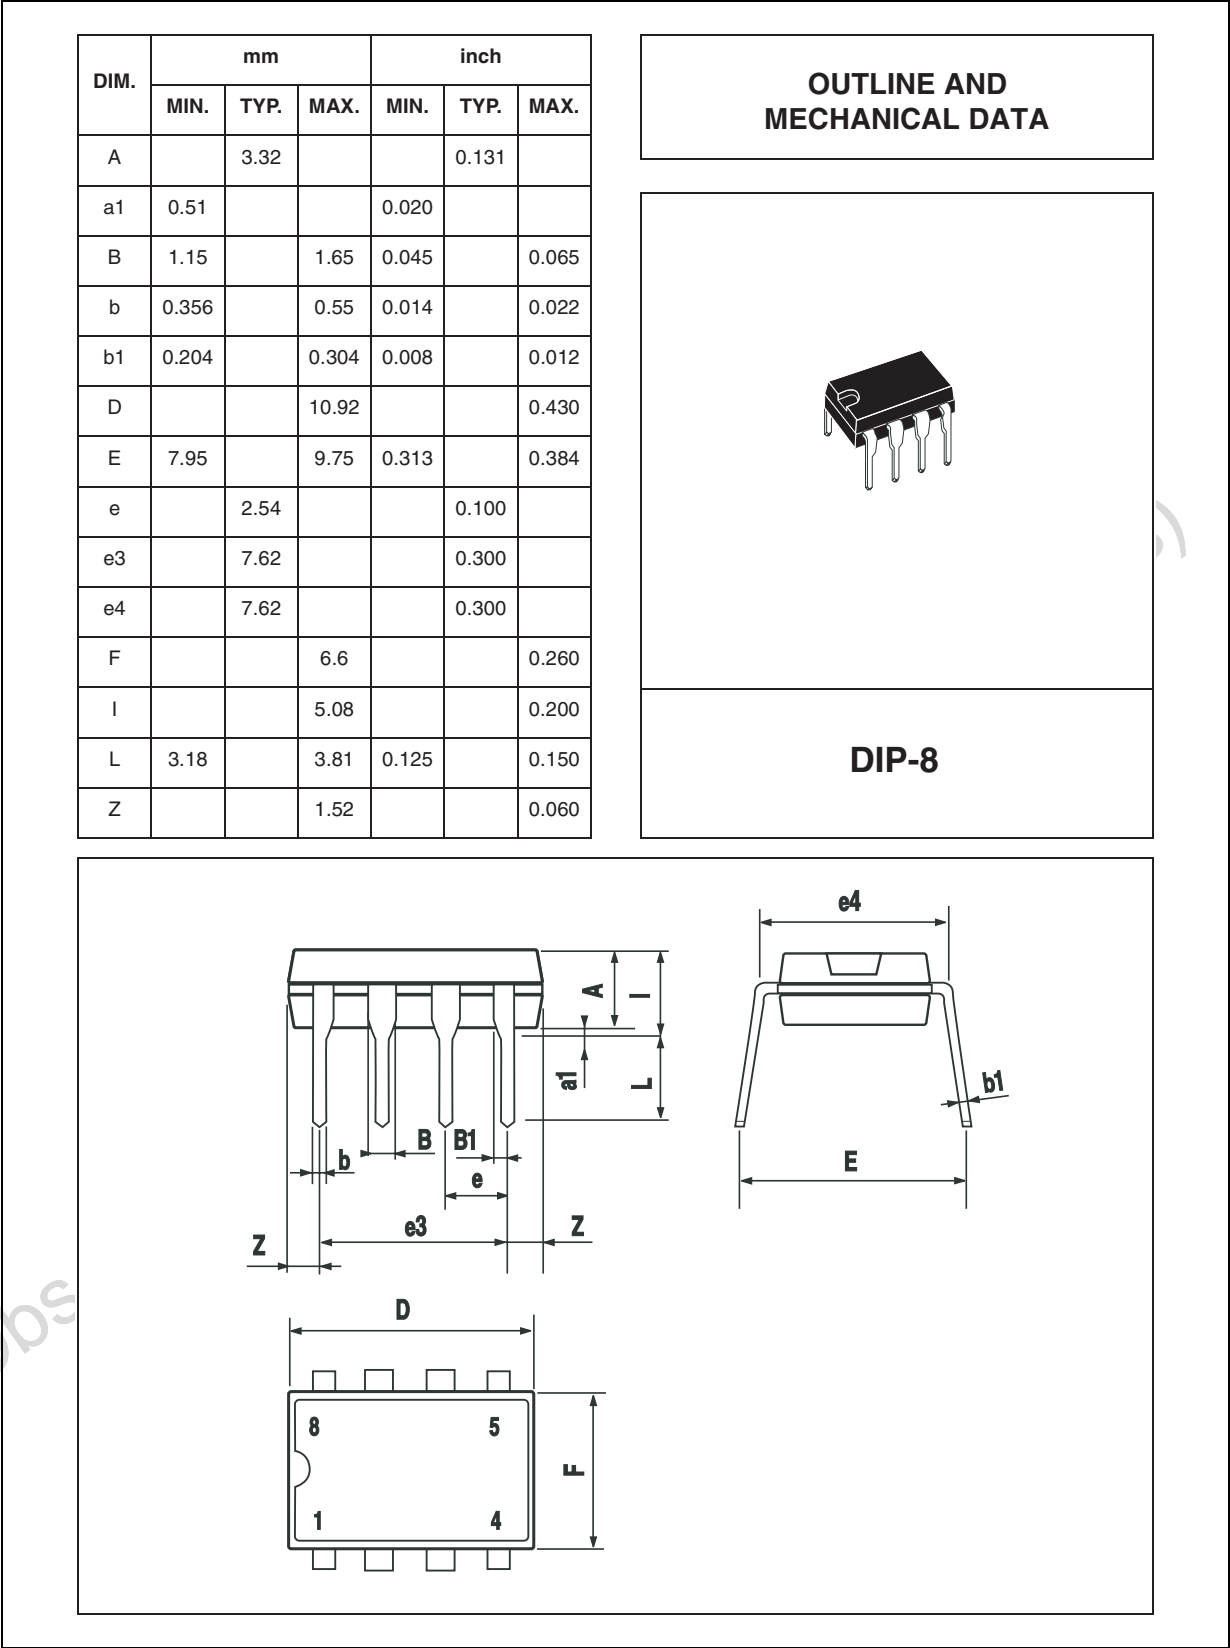 DIM. mm inch
MIN. TYP. MAX. MIN. TYP. MAX.
A 3.32 0.131
a1 0.51 0.020
B 1.15 1.65 0.045 0.065
b 0.356 0.55 0.014 0.022
b1 0.204 0.304 0.008 0.012
D 10.92 0.430
E 7.95 9.75 0.313 0.384
e 2.54 0.100
e3 7.62 0.300
e4 7.62 0.300
F 6.6 0.260
I 5.08 0.200
L 3.18 3.81 0.125 0.150
Z 1.52 0.060
OUTLINE AND
MECHANICAL DATA
DIP-8
e4
A I
a1 L
b1
b B B1
e
E
e3
Z Z
D
8 5
F
1 4